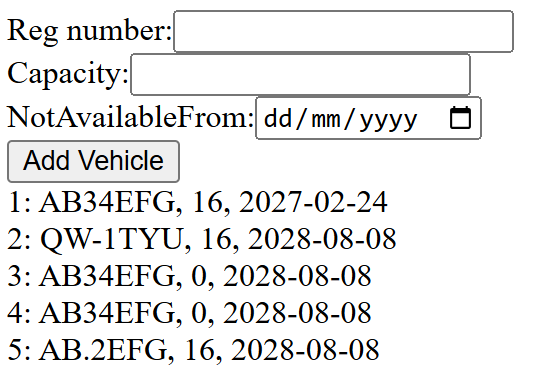 Reg number:
Capacity:
NotAvailableFrom: dd/mm/yyyy
Add Vehicle
1: AB34EFG, 16, 2027-02-24
2: QW-1TYU, 16, 2028-08-08
3: AB34EFG, 0, 2028-08-08
4: AB34EFG, 0, 2028-08-08
5: AB.2EFG, 16, 2028-08-08